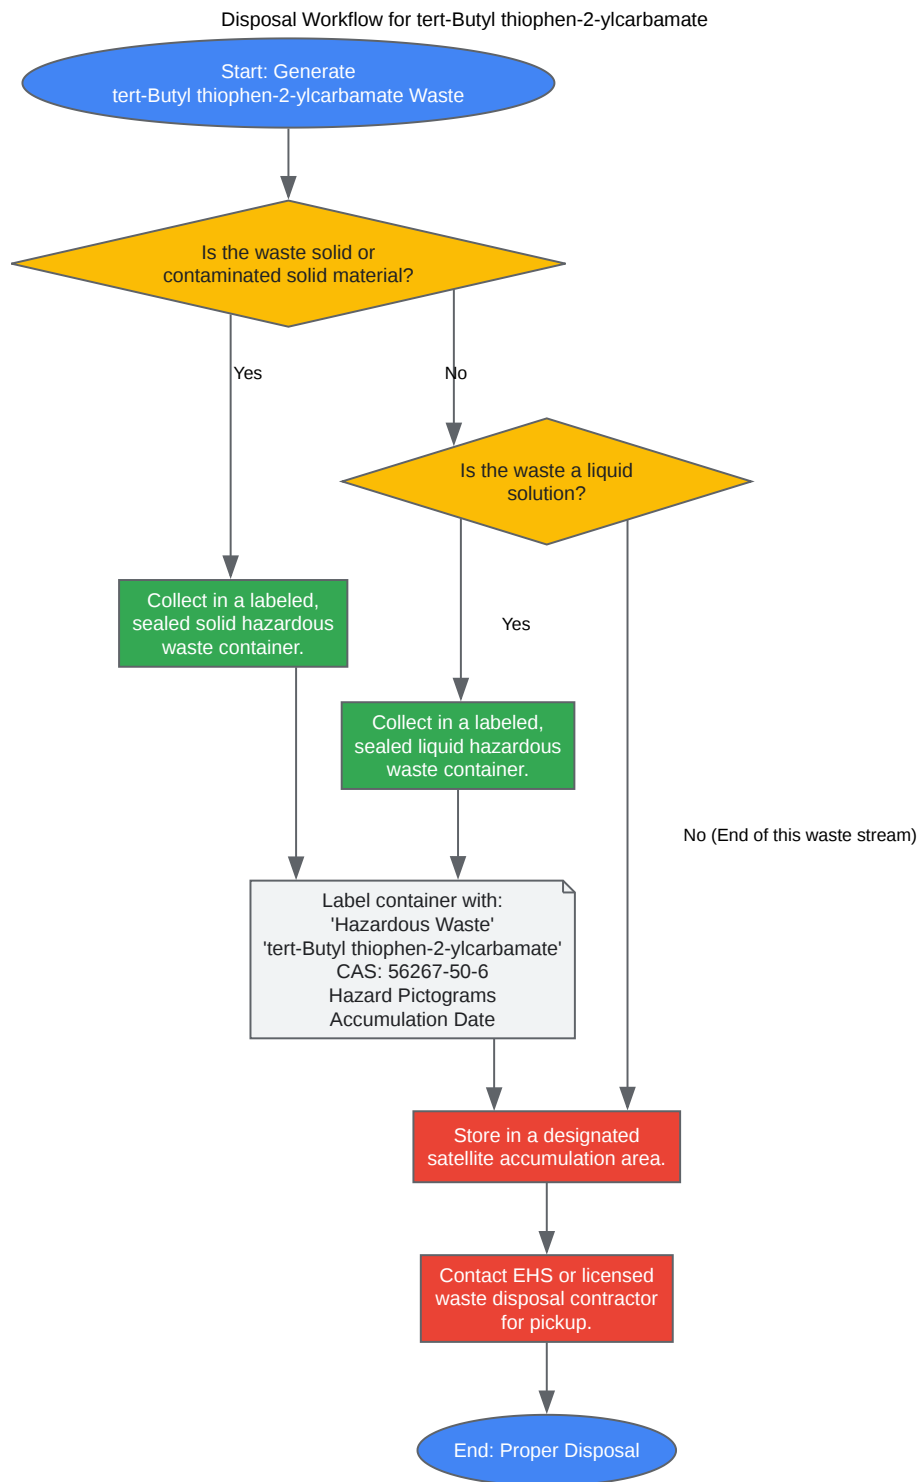 Disposal Workflow for tert-Butyl thiophen-2-ylcarbamate
Start: Generate
tert-Butyl thiophen-2-ylcarbamate Waste
Is the waste solid or
contaminated solid material?
Yes
No
Is the waste a liquid
solution?
Collect in a labeled,
sealed solid hazardous
waste container.
Yes
Collect in a labeled,
sealed liquid hazardous
waste container.
No (End of this waste stream)
Label container with:
'Hazardous Waste'
'tert-Butyl thiophen-2-ylcarbamate'
CAS: 56267-50-6
Hazard Pictograms
Accumulation Date
Store in a designated
satellite accumulation area.
Contact EHS or licensed
waste disposal contractor
for pickup.
End: Proper Disposal